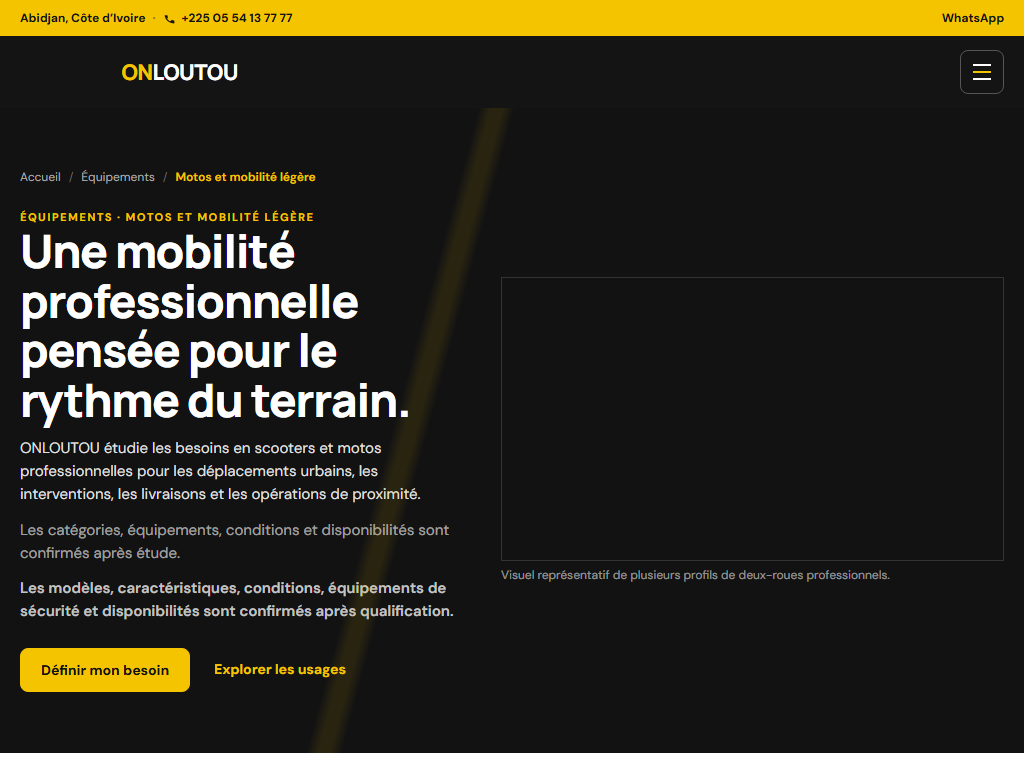 Abidjan, Côte d’Ivoire · +225 05 54 13 77 77
WhatsApp
ONLOUTOU
Accueil / Équipements / Motos et mobilité légère
ÉQUIPEMENTS · MOTOS ET MOBILITÉ LÉGÈRE
Une mobilité
professionnelle
pensée pour le
rythme du terrain.
ONLOUTOU étudie les besoins en scooters et motos
professionnelles pour les déplacements urbains, les
interventions, les livraisons et les opérations de proximité.
Les catégories, équipements, conditions et disponibilités sont
confirmés après étude.
Les modèles, caractéristiques, conditions, équipements de
sécurité et disponibilités sont confirmés après qualification.
Visuel représentatif de plusieurs profils de deux-roues professionnels.
Définir mon besoin
Explorer les usages